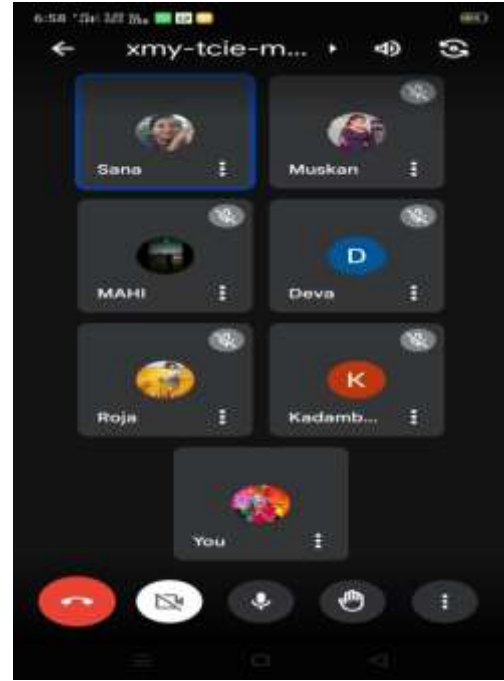 6:58
xmy-tcie-m...
Sana
Muskan
MAHI
D
Deva
Roja
K
Kadamb...
You